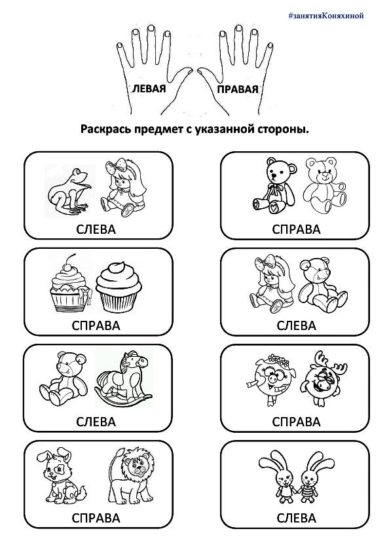 #занятияКоняхиной
ЛЕВАЯ ПРАВАЯ
Раскрась предмет с указанной стороны.
СЛЕВА
СПРАВА
СПРАВА
СЛЕВА
СЛЕВА
СПРАВА
СПРАВА
СЛЕВА